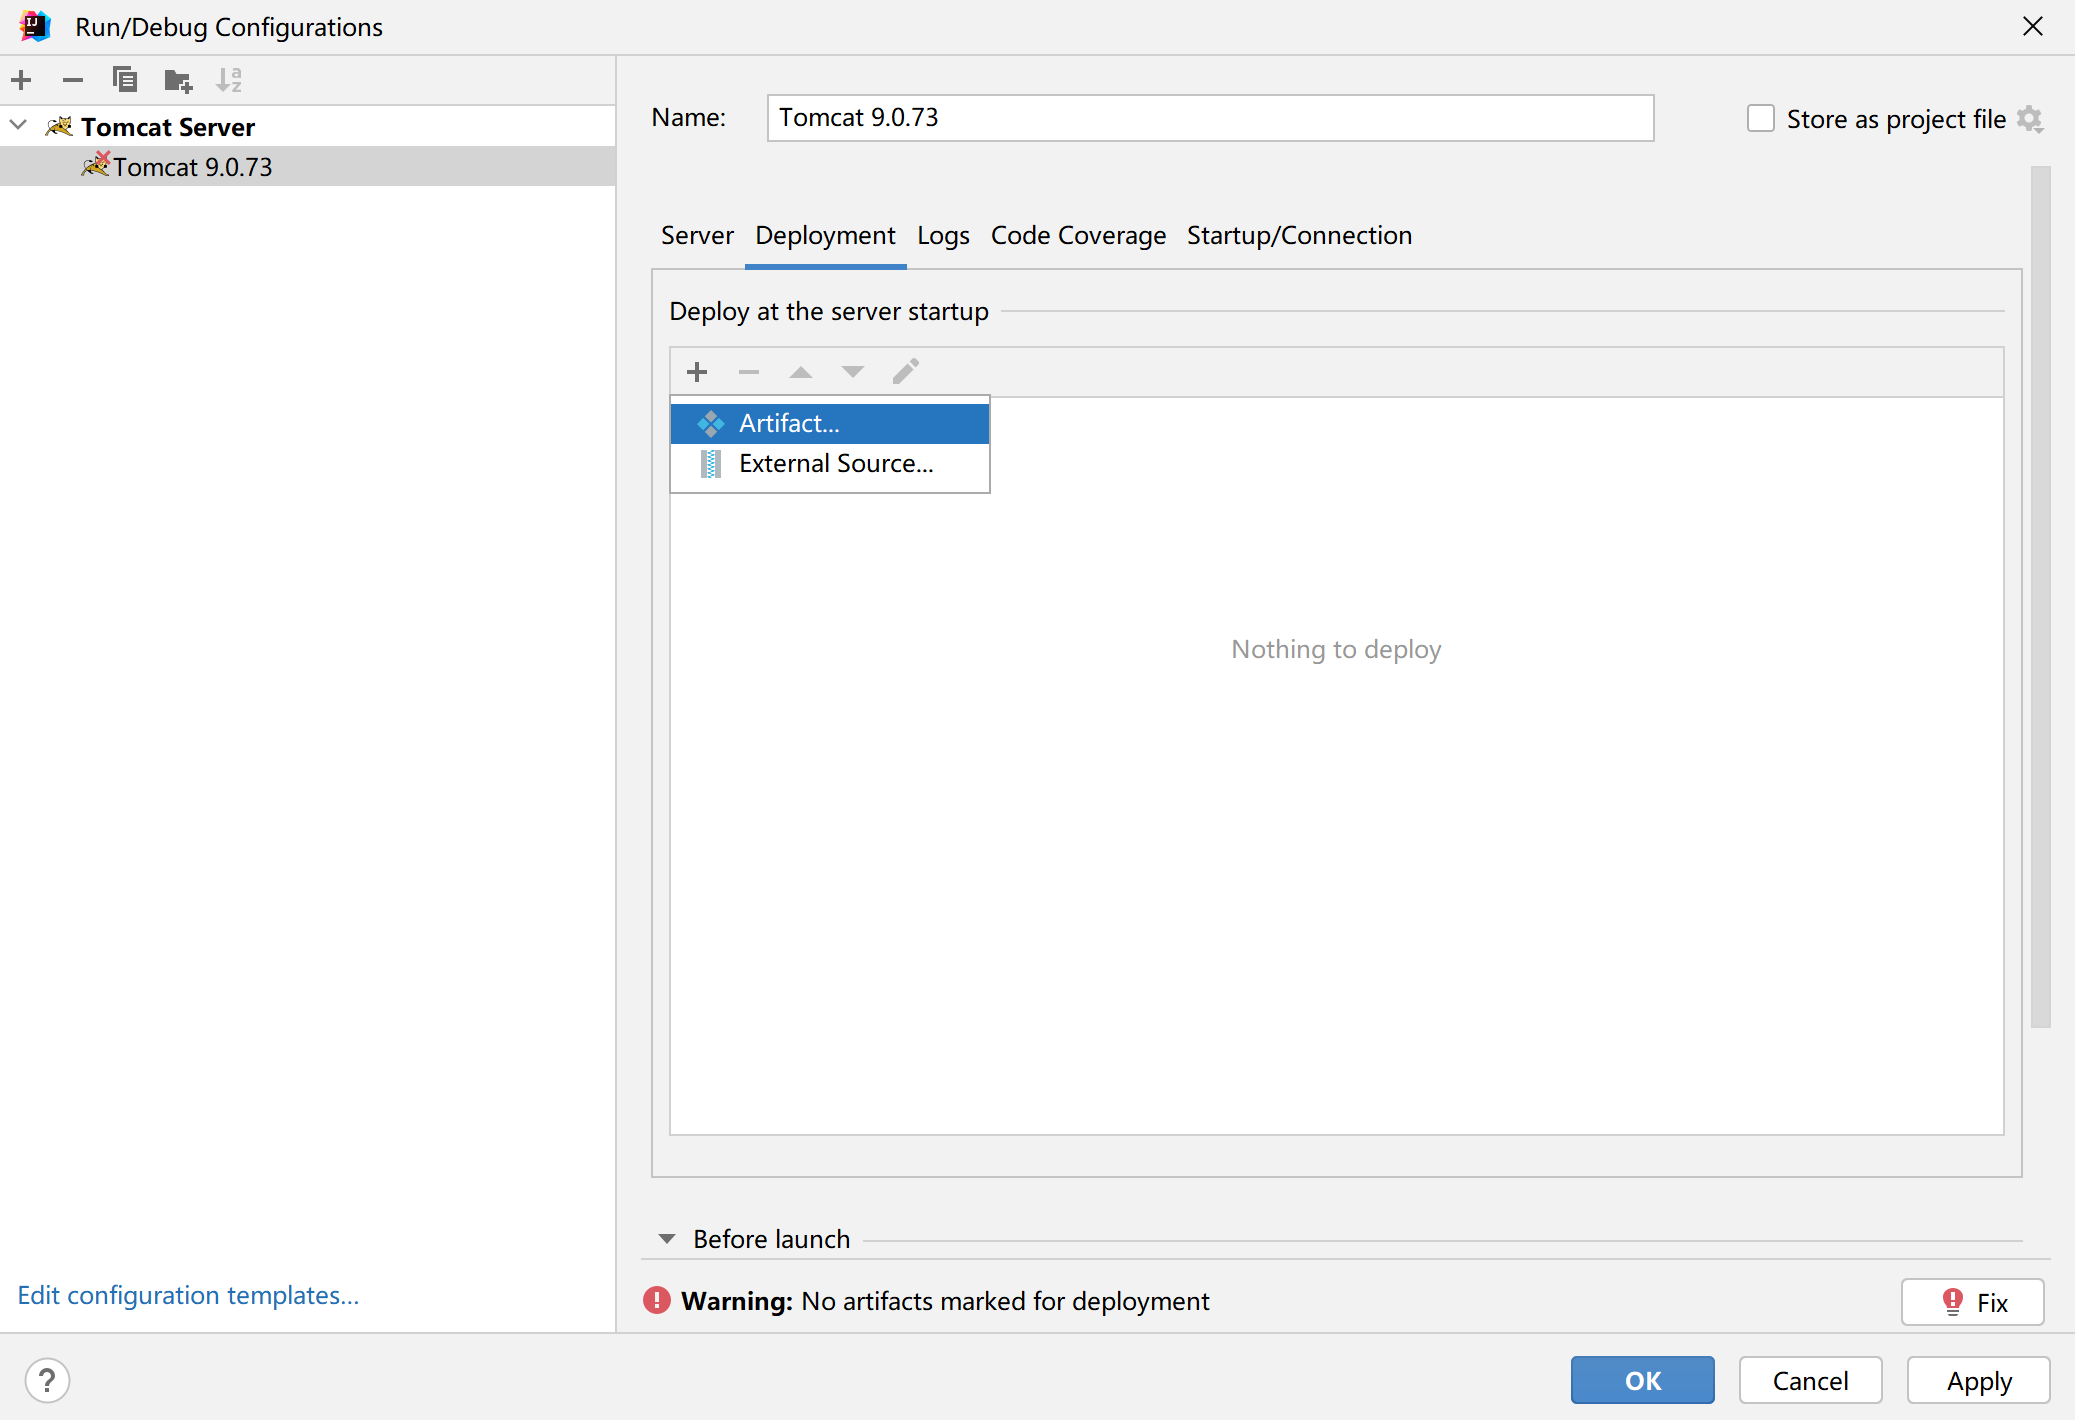 Run/Debug Configurations
Tomcat Server
Tomcat 9.0.73
Edit configuration templates...
Name: Tomcat 9.0.73
Store as project file
Server Deployment Logs Code Coverage Startup/Connection
Deploy at the server startup
Artifact...
External Source...
Nothing to deploy
Before launch
Warning: No artifacts marked for deployment
Fix
?
OK Cancel Apply